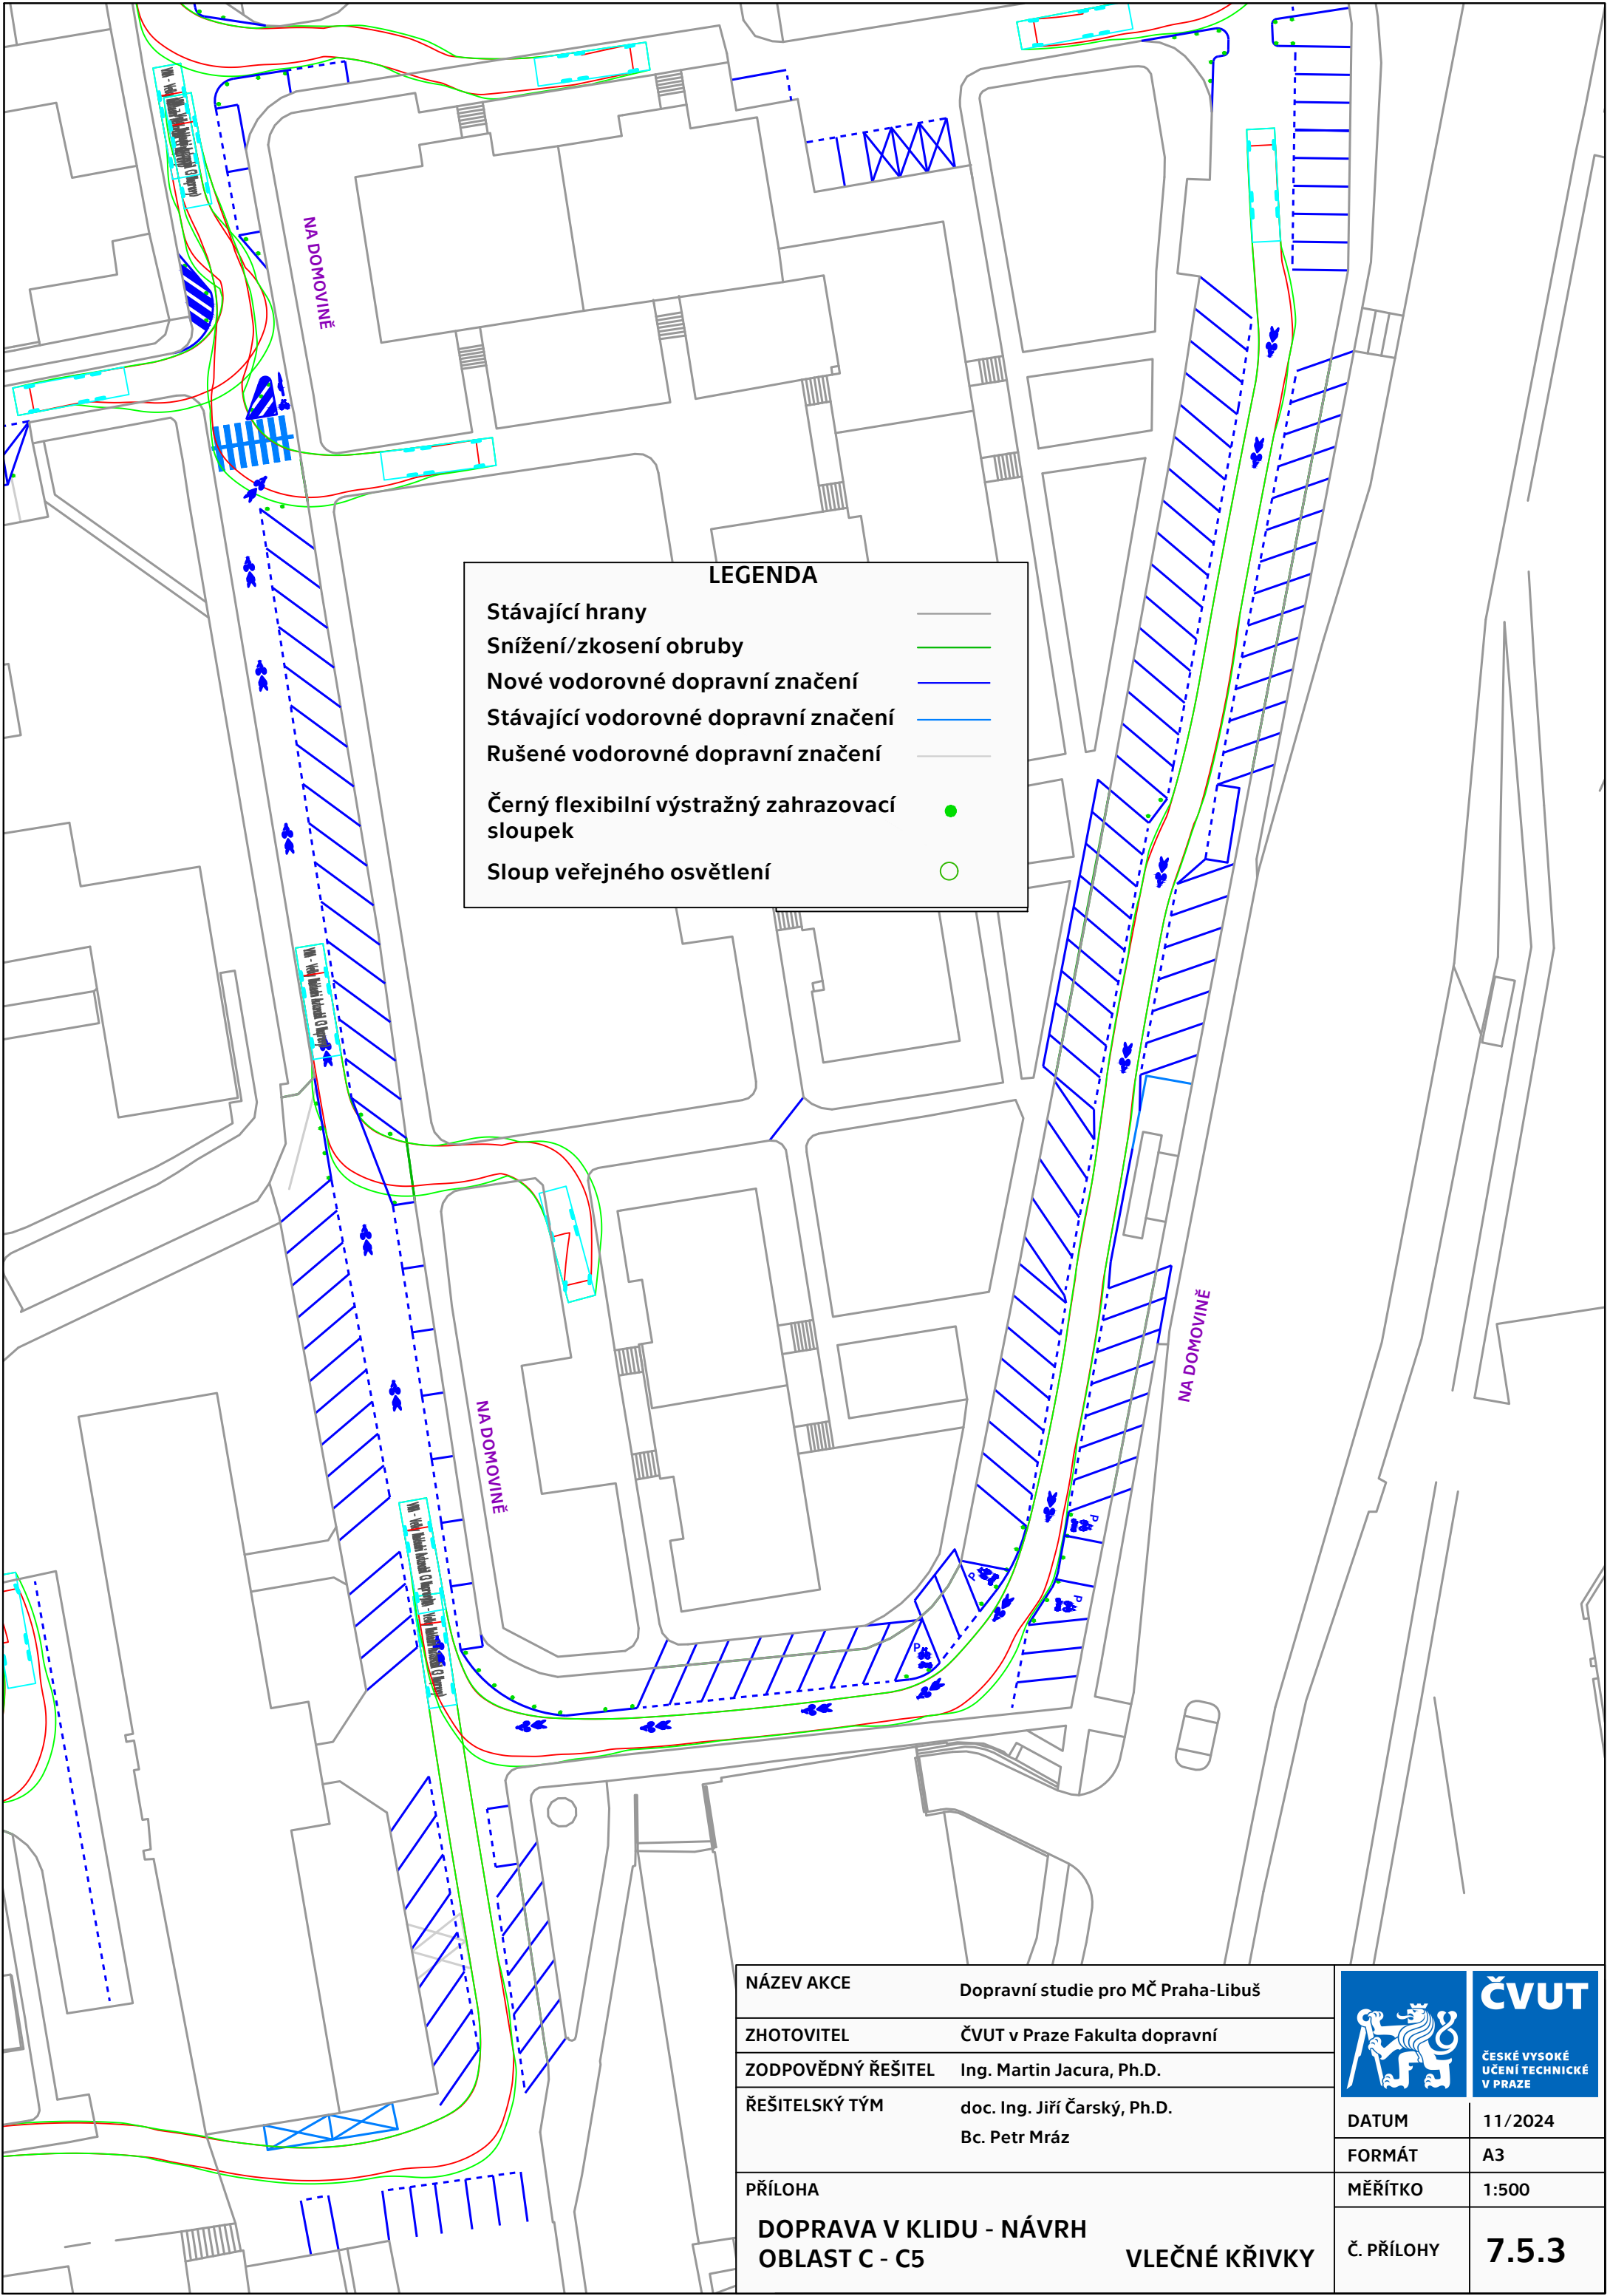 NA DOMOVINĚ
LEGENDA
Stávající hrany
Snížení/zkosení obruby
Nové vodorovné dopravní značení
Stávající vodorovné dopravní značení
Rušené vodorovné dopravní značení
Černý flexibilní výstražný zahrazovací
sloupek
Sloup veřejného osvětlení
NA DOMOVINĚ
NA DOMOVINĚ
P
P
P
P
NÁZEV AKCE Dopravní studie pro MČ Praha-Libuš
ZHOTOVITEL ČVUT v Praze Fakulta dopravní
ZODPOVĚDNÝ ŘEŠITEL Ing. Martin Jacura, Ph.D.
ŘEŠITELSKÝ TÝM doc. Ing. Jiří Čarský, Ph.D.
Bc. Petr Mráz
PŘÍLOHA
DOPRAVA V KLIDU - NÁVRH
OBLAST C - C5 VLEČNÉ KŘIVKY
ČVUT
ČESKÉ VYSOKÉ
UČENÍ TECHNICKÉ
V PRAZE
DATUM 11/2024
FORMÁT A3
MĚŘÍTKO 1:500
Č. PŘÍLOHY 7.5.3